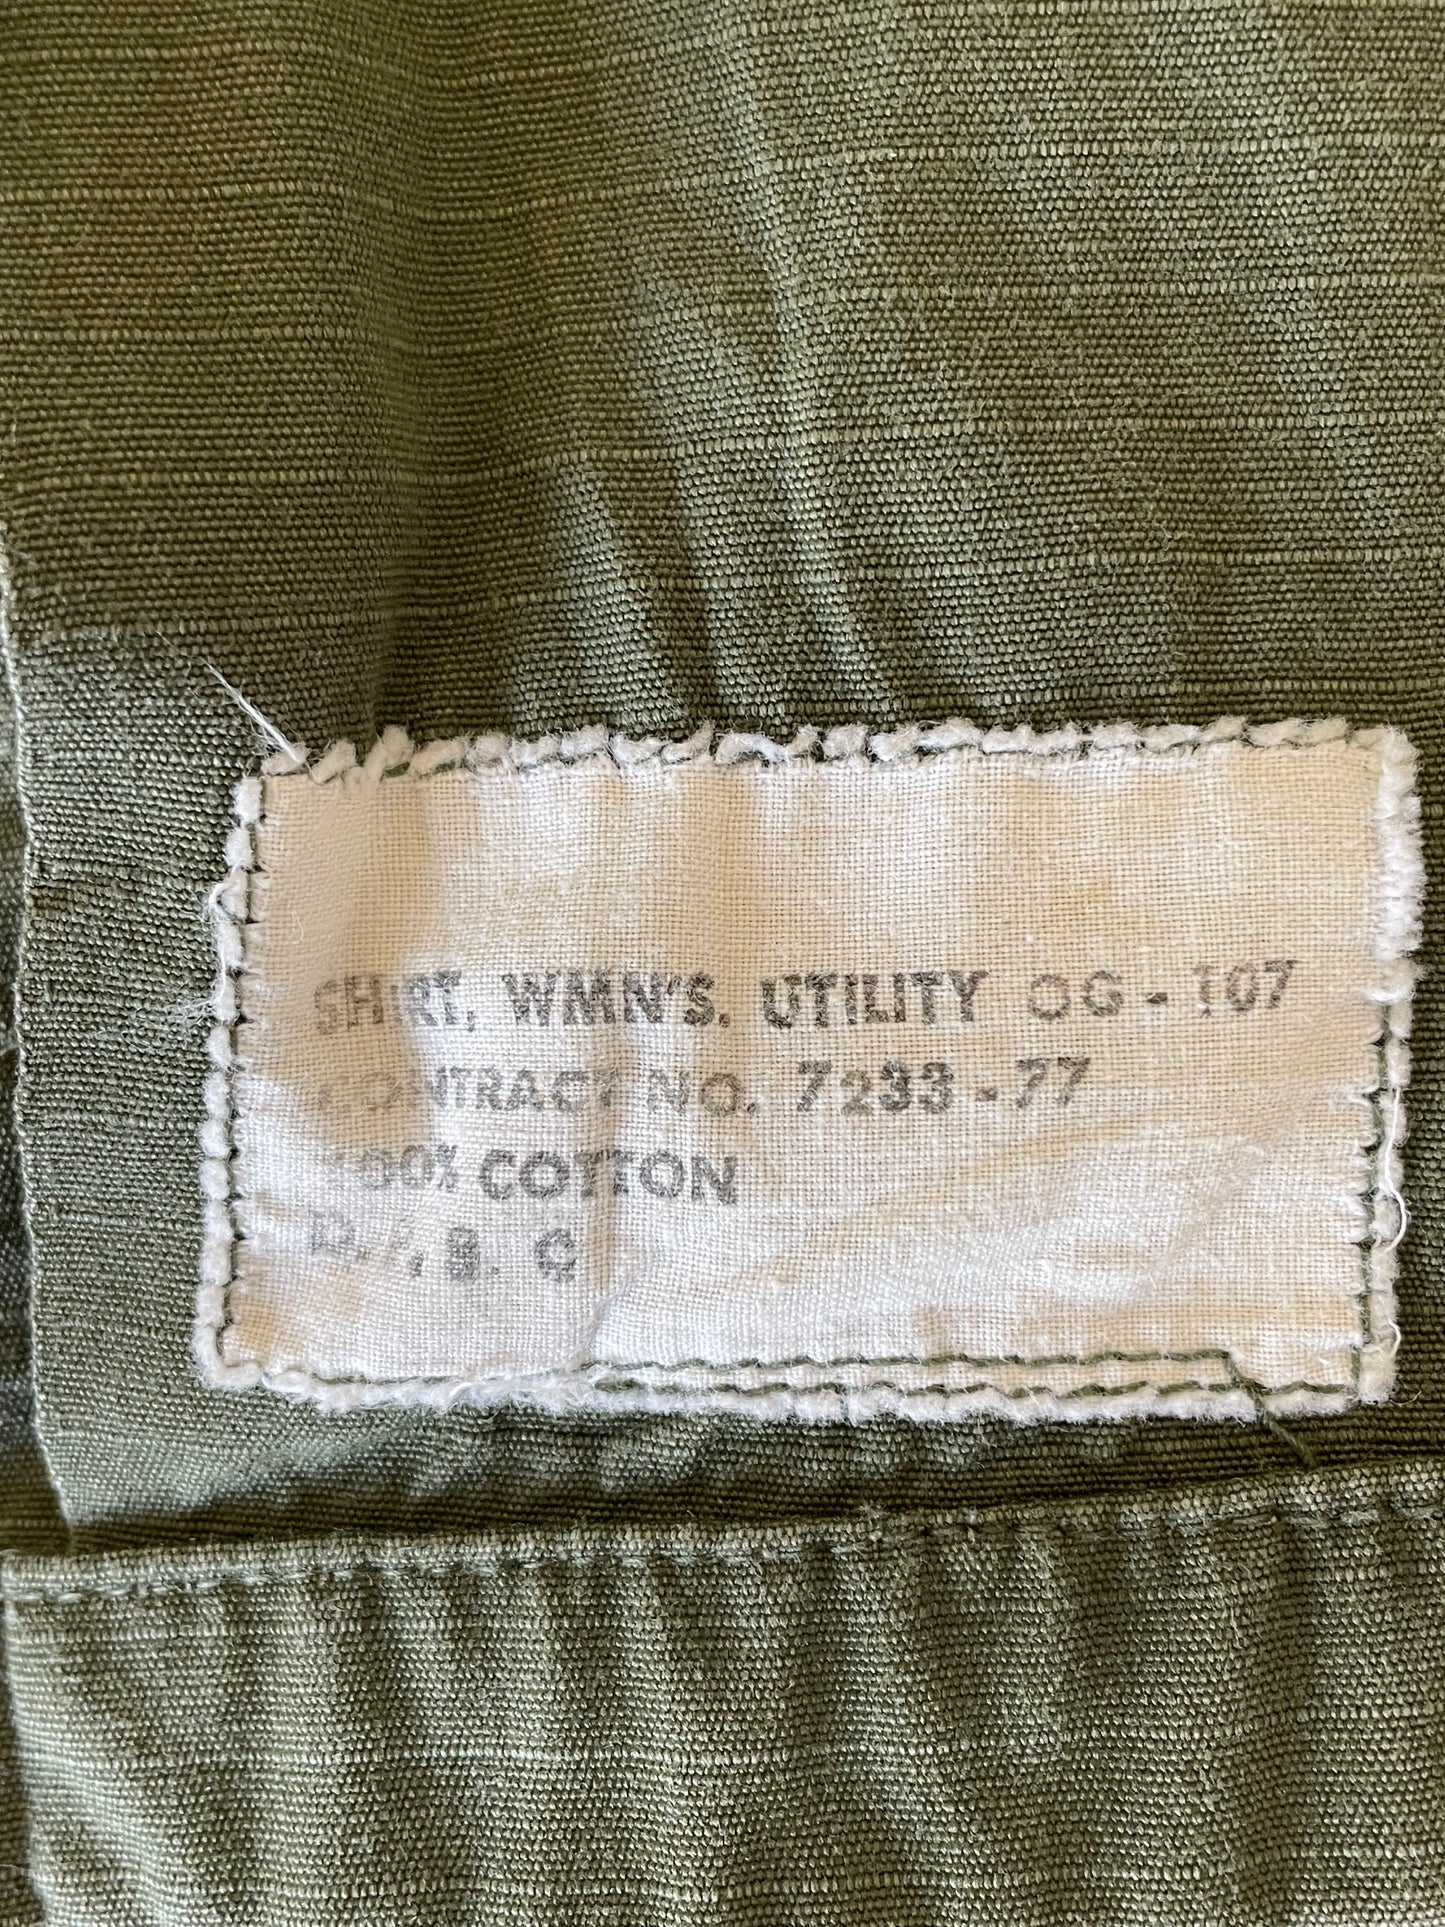 SHIRT, WMN'S. UTILITY OG - 107
CONTRACT NO. 7233 - 77
100% COTTON